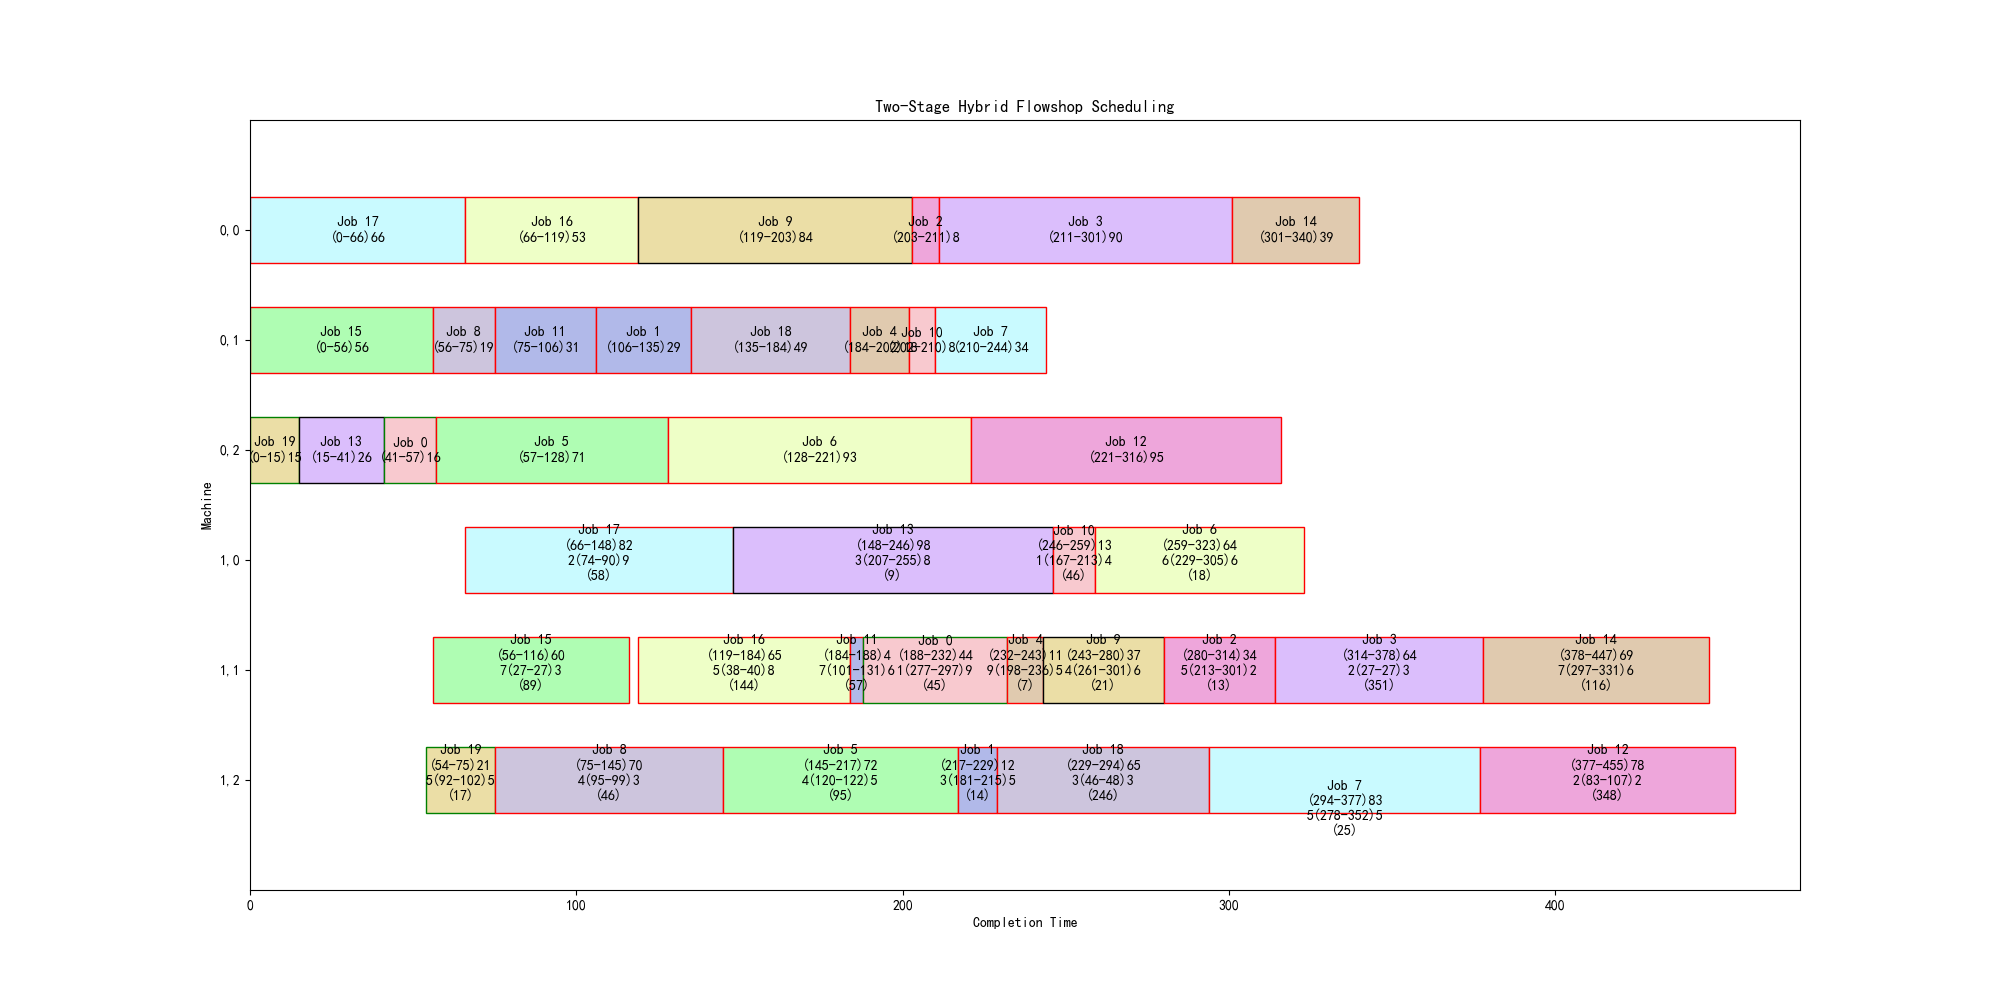 Two-Stage Hybrid Flowshop Scheduling
Machine
0,0
Job 17
(0-66)66
Job 16
(66-119)53
Job 9
(119-203)84
Job 2
(203-211)8
Job 3
(211-301)90
Job 14
(301-340)39
0,1
Job 15
(0-56)56
Job 8
(56-75)19
Job 11
(75-106)31
Job 1
(106-135)29
Job 18
(135-184)49
Job 4
(184-202)18
Job 10
(202-210)8
Job 7
(210-244)34
0,2
Job 19
(0-15)15
Job 13
(15-41)26
Job 0
(41-57)16
Job 5
(57-128)71
Job 6
(128-221)93
Job 12
(221-316)95
1,0
Job 17
(66-148)82
2(74-90)9
(58)
Job 13
(148-246)98
3(207-255)8
(9)
Job 10
(246-259)13
1(167-213)4
(46)
Job 6
(259-323)64
6(229-305)6
(18)
1,1
Job 15
(56-116)60
7(27-27)3
(89)
Job 16
(119-184)65
5(38-40)8
(144)
Job 11
(184-188)4
7(101-131)6
(57)
Job 0
(188-232)44
1(277-297)9
(45)
Job 4
(232-243)11
9(198-236)5
(7)
Job 9
(243-280)37
4(261-301)6
(21)
Job 2
(280-314)34
5(213-301)2
(13)
Job 3
(314-378)64
2(27-27)3
(351)
Job 14
(378-447)69
7(297-331)6
(116)
1,2
Job 19
(54-75)21
5(92-102)5
(17)
Job 8
(75-145)70
4(95-99)3
(46)
Job 5
(145-217)72
4(120-122)5
(95)
Job 1
(217-229)12
3(181-215)5
(14)
Job 18
(229-294)65
3(46-48)3
(246)
Job 7
(294-377)83
5(278-352)5
(25)
Job 12
(377-455)78
2(83-107)2
(348)
0
100
200
300
400
Completion Time